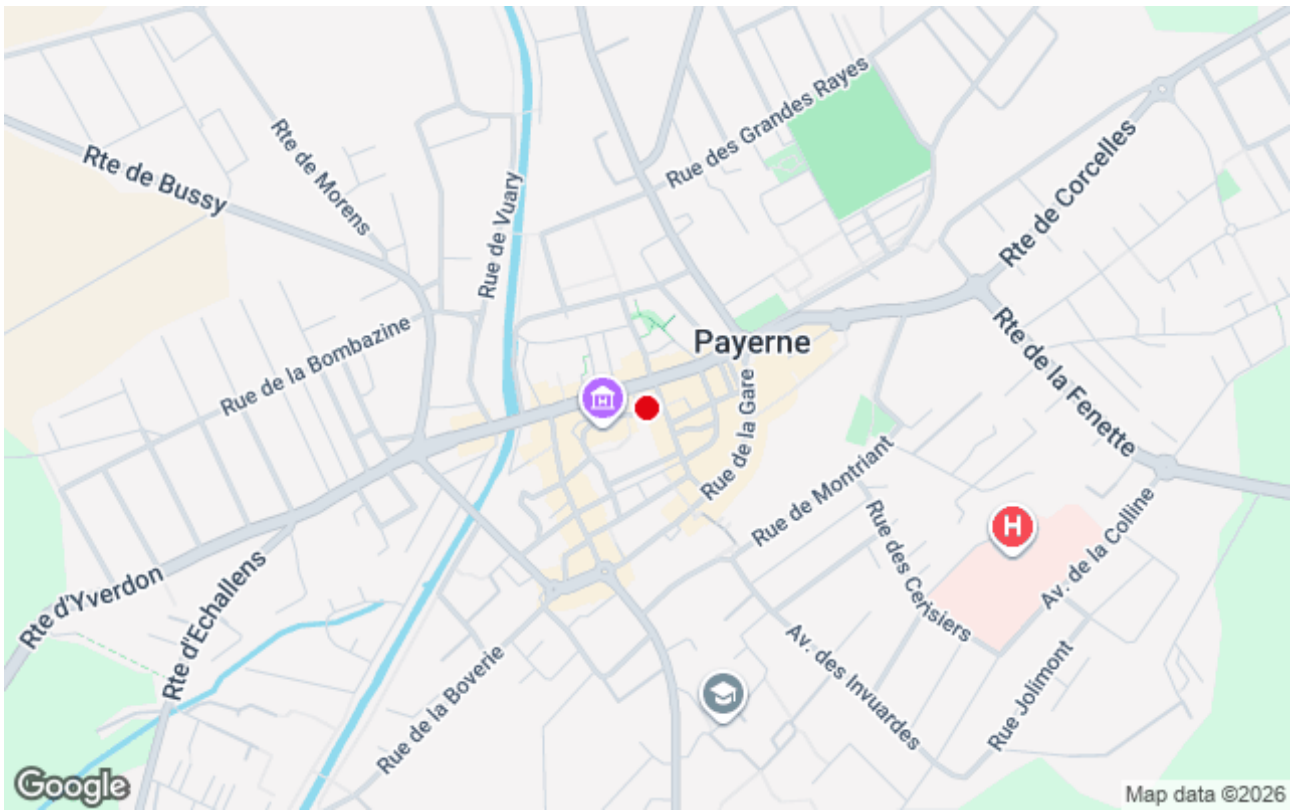 Rue des Grandes Rayes
Rte de Morens
Rte de Bussy
Rue de Vuary
Rte de Corcelles
Rue de la Bombazine
Payerne
Rte de la Fenette
Rue de la Gare
Rue de Montriant
H
Rue des Cerisiers
Av. de la Colline
Rte d'Yverdon
Rte d'Echallens
Av. des Invuardes
Rue de la Boverie
Rue Jolimont
Google
Map data ©2026